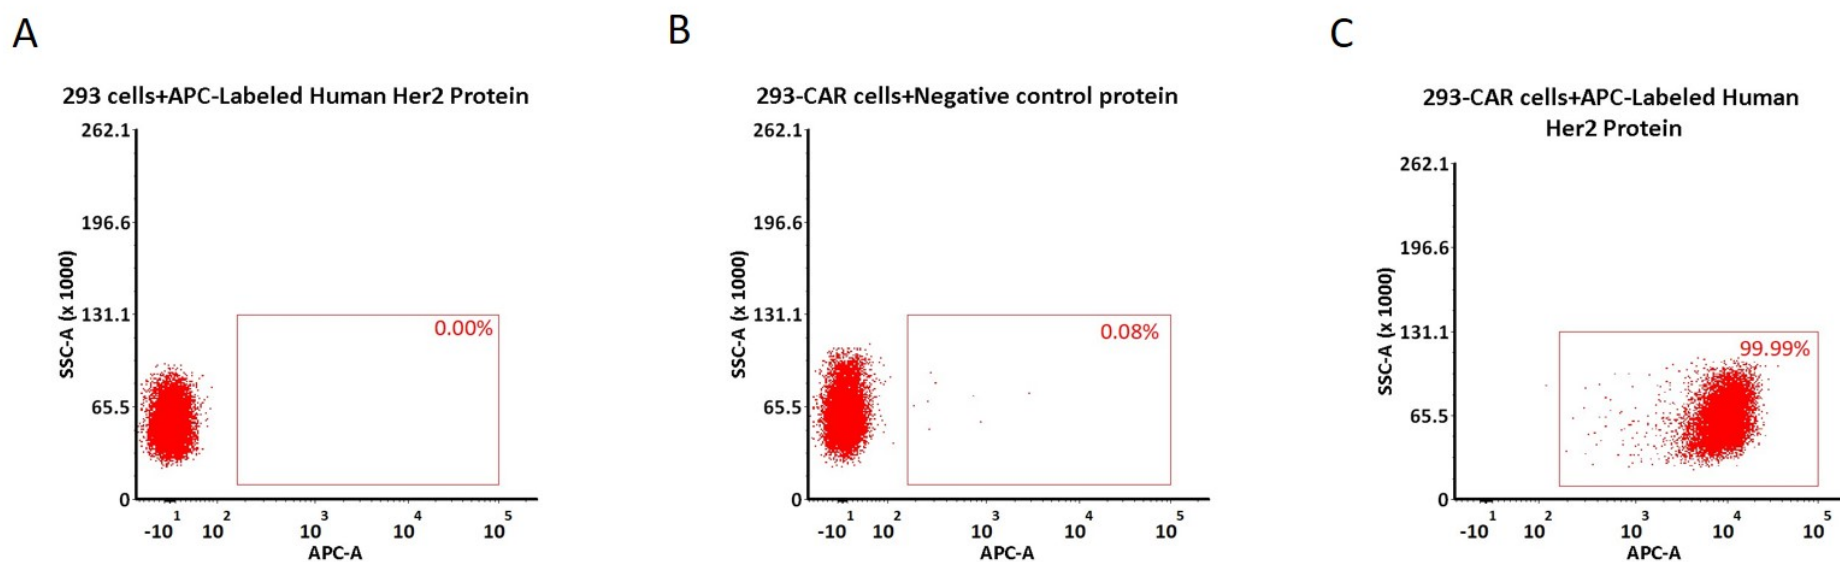 A
293 cells+APC-Labeled Human Her2 Protein
262.1
196.6
131.1
65.5
0
SSC-A (x 1000)
0.00%
-10 1 10 2 10 3 10 4 10 5
APC-A
B
293-CAR cells+Negative control protein
262.1
196.6
131.1
65.5
0
SSC-A (x 1000)
0.08%
-10 1 10 2 10 3 10 4 10 5
APC-A
C
293-CAR cells+APC-Labeled Human
Her2 Protein
262.1
196.6
131.1
65.5
0
SSC-A (x 1000)
99.99%
-10 1 10 2 10 3 10 4 10 5
APC-A